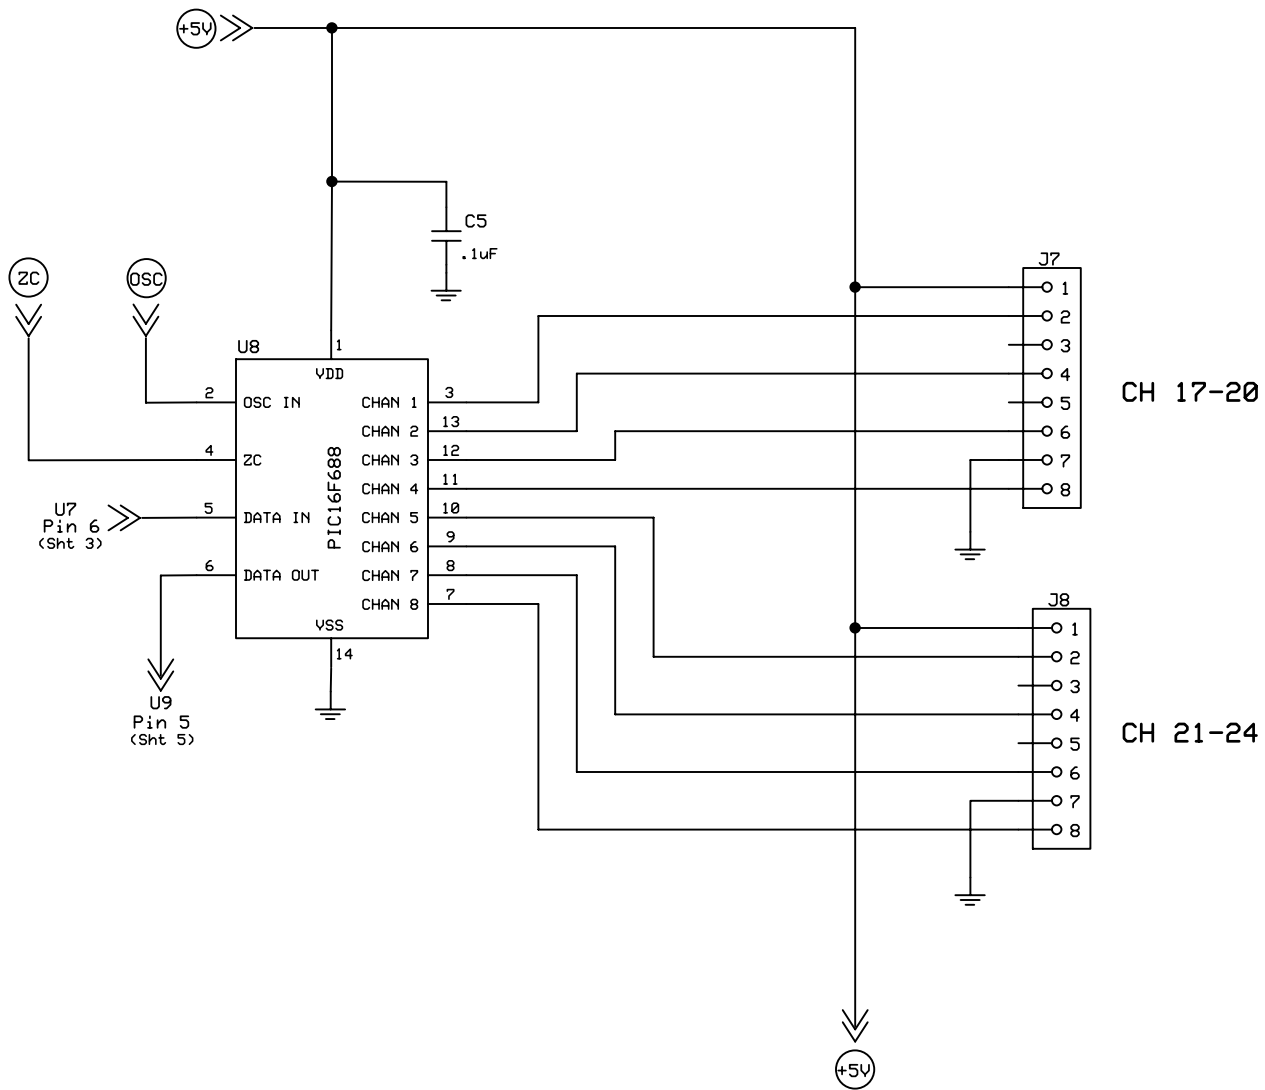 +5V
C5
.1uF
ZC
OSC
J7
1
2
3
4
5
6
7
8
CH 17-20
U8
1
VDD
2
OSC IN
4
ZC
5
DATA IN
6
DATA OUT
PIC16F688
CHAN 1
3
CHAN 2
13
CHAN 3
12
CHAN 4
11
CHAN 5
10
CHAN 6
9
CHAN 7
8
CHAN 8
7
VSS
14
U7
Pin 6
(Sht 3)
U9
Pin 5
(Sht 5)
J8
1
2
3
4
5
6
7
8
CH 21-24
+5V